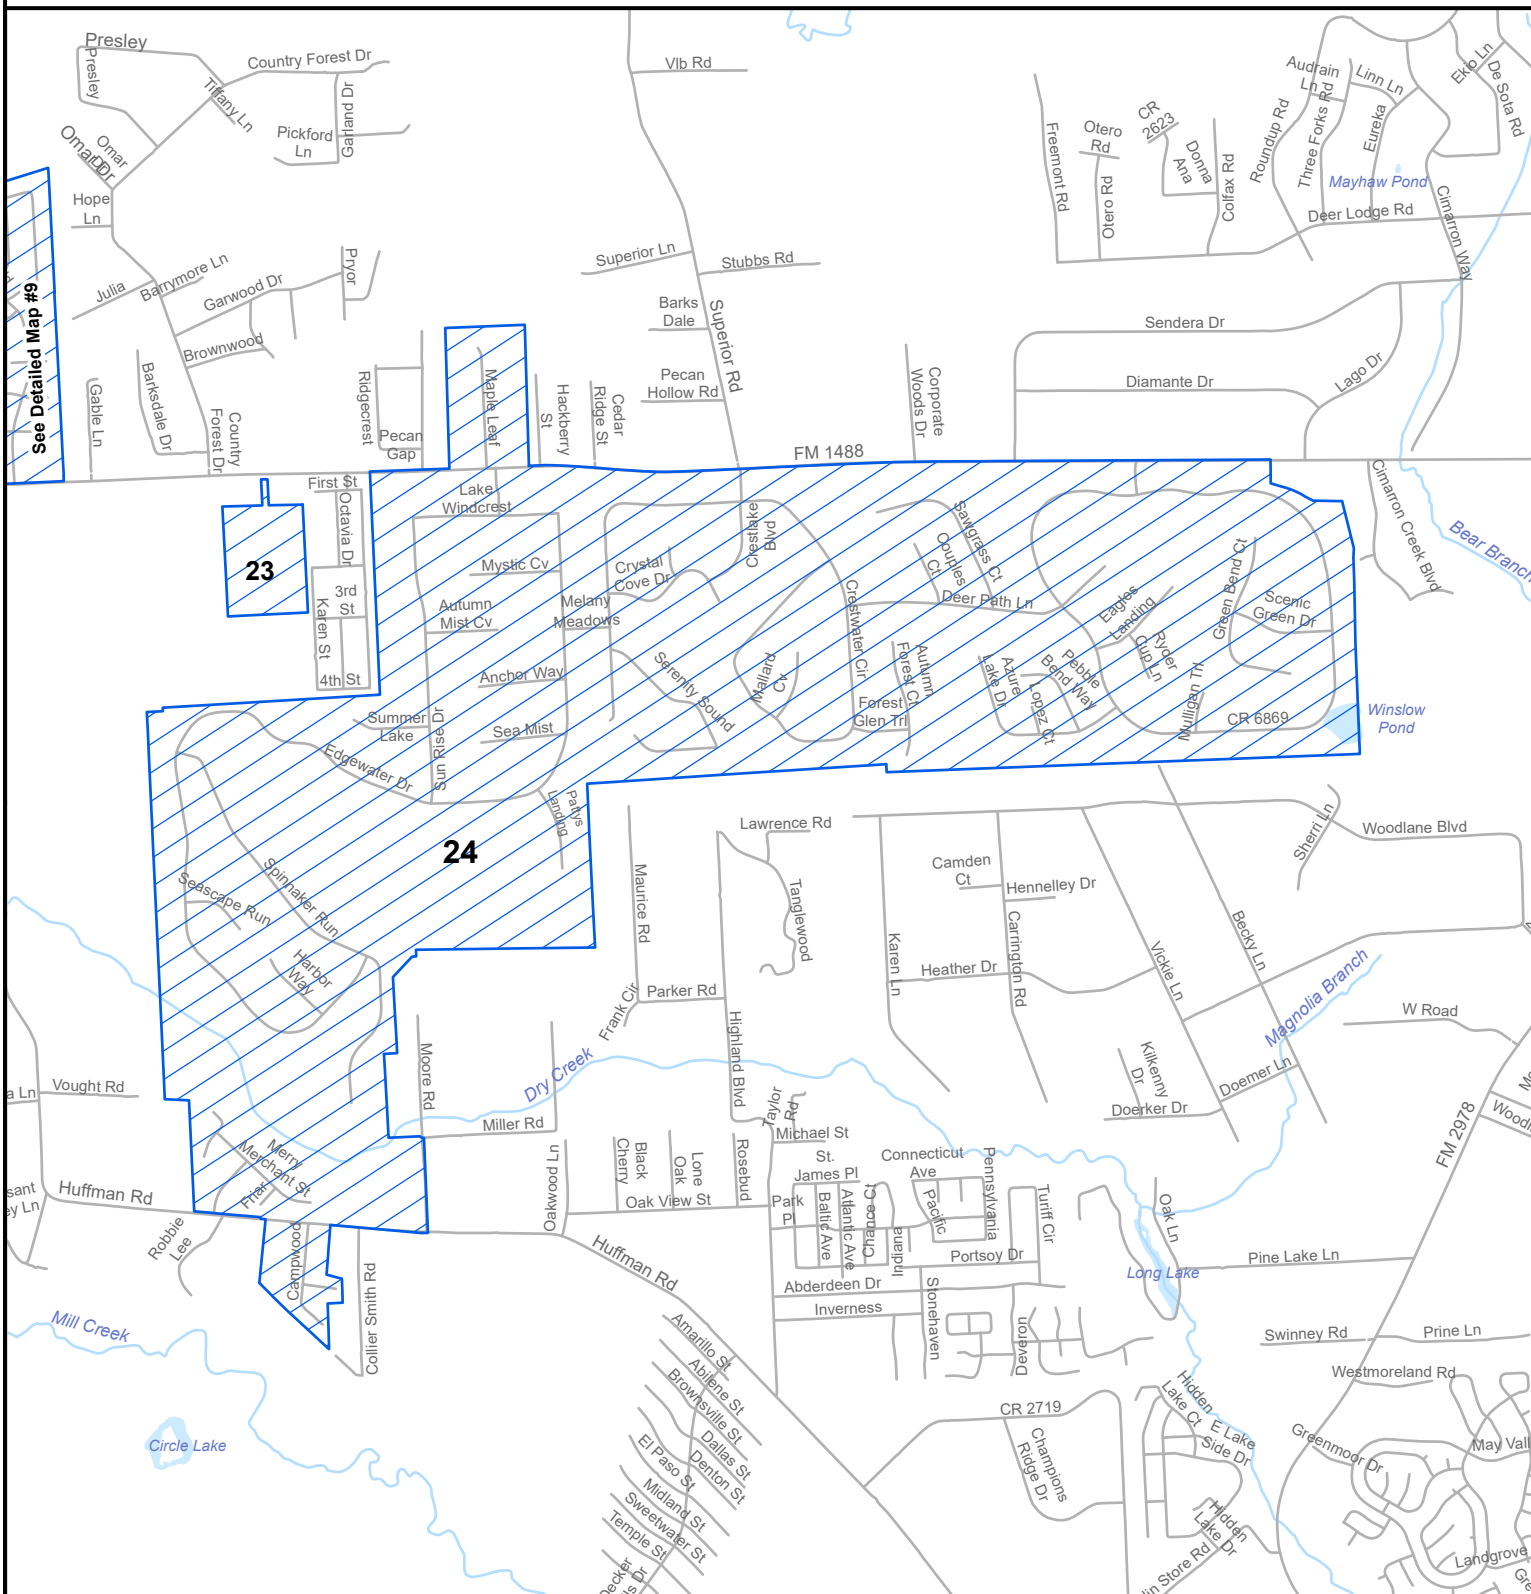 Presley
Presley
Country Forest Dr
Tiffany Ln
Garland Dr
Pickford
Ln
Omar Dr
Omar
Dr
Hope
Ln
Julia
Barrymore Ln
Garwood Dr
Pryor
Brownwood
Barksdale Dr
Gable Ln
Country
Forest Dr
Ridgecrest
Pecan
Gap
See Detailed Map #9
Vlb Rd
Superior Ln
Stubbs Rd
Barks
Dale
Superior Rd
Pecan
Hollow Rd
Maple Leaf
Hackberry
St
Cedar
Ridge St
Corporate
Woods Dr
FM 1488
Freemont Rd
Otero
Rd
Otero Rd
CR
2623
Donna
Ana
Colfax Rd
Roundup Rd
Audrain
Ln
Three Forks Rd
Linn Ln
Eureka
Ekio Ln
De Sota Rd
Mayhaw Pond
Deer Lodge Rd
Cimarron Way
Sendera Dr
Diamante Dr
Lago Dr
Cimarron Creek Blvd
Bear Branch
First St
Octavia Dr
23
3rd
St
Karen St
4th St
Lake
Windcrest
Mystic Cv
Autumn
Mist Cv
Melany
Meadows
Crystal
Cove Dr
Crestlake
Blvd
Anchor Way
Serenity Sound
Mallard
Cv
Crestwater Cir
Sawgrass Ct
Couples
Ct
Deer Path Ln
Eagles
Landing
Green Bend Ct
Scenic
Green Dr
Ryder
Cup Ln
Pebble
Bend Way
Autumn
Forest Ct
Azure
Lake Dr
Lopez Ct
Mulligan Trl
CR 6869
Forest
Glen Trl
Winslow
Pond
Summer
Lake
Sun Rise Dr
Sea Mist
Edgewater Dr
Pattys
Landing
24
Spinnaker Run
Seascape Run
Harbor
Way
Lawrence Rd
Maurice Rd
Tanglewood
Camden
Ct
Hennelley Dr
Karen Ln
Carrington Rd
Heather Dr
Vickie Ln
Becky Ln
Sherri Ln
Woodlane Blvd
Magnolia Branch
W Road
Frank Cir
Parker Rd
Highland Blvd
Moore Rd
Dry Creek
Miller Rd
Kilkenny
Dr
Doemer Ln
Doerker Dr
FM 2978
a Ln
Vought Rd
Huffman Rd
Merry
Merchant St
Friar
Robbie
Lee
Campwood
Collier Smith Rd
Oakwood Ln
Black
Cherry
Lone
Oak
Rosebud
Oak View St
Taylor
Rd
Michael St
St.
James Pl
Park
Pl
Baltic Ave
Atlantic Ave
Chance Ct
Indiana
Connecticut
Ave
Pacific
Pennsylvania
Turiff Cir
Portsoy Dr
Abderdeen Dr
Inverness
Stonehaven
Deveron
Oak Ln
Long Lake
Pine Lake Ln
Swinney Rd
Prine Ln
Westmoreland Rd
Huffman Rd
Mill Creek
Circle Lake
Amarillo St
Abilene St
Brownsville St
Dallas St
Denton St
El Paso St
Midland St
Sweetwater St
Temple St
CR 2719
Champions
Ridge Dr
Hidden
Lake Ct
E Lake
Side Dr
Hidden
Lake Dr
lin Store Rd
Greenmoor Dr
May Vall
Landgrove